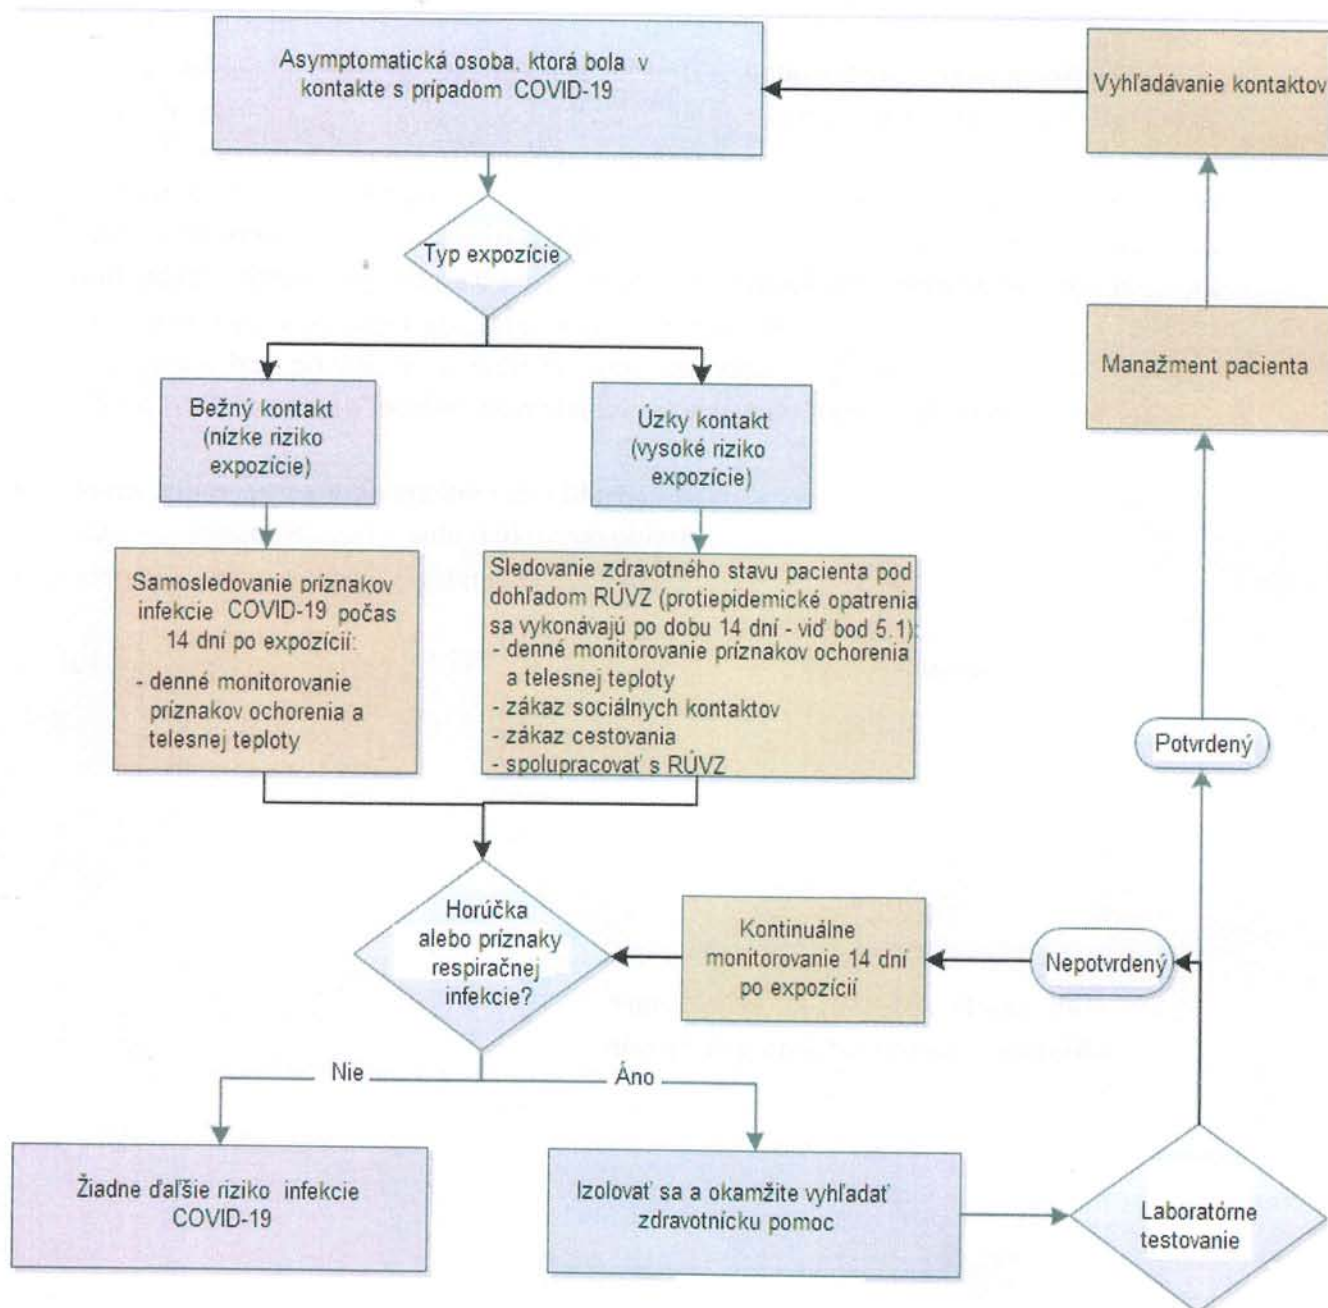 Asymptomatická osoba, ktorá bola v
kontakte s prípadom COVID-19
Vyhľadávanie kontaktov
Typ expozície
Manažment pacienta
Bežný kontakt
(nízke riziko
expozície)
Úzky kontakt
(vysoké riziko
expozície)
Samosledovanie príznakov
infekcie COVID-19 počas
14 dní po expozícií:
- denné monitorovanie
príznakov ochorenia a
telesnej teploty
Sledovanie zdravotného stavu pacienta pod
dohľadom RÚVZ (protiepidemické opatrenia
sa vykonávajú po dobu 14 dní - viď bod 5.1):
- denné monitorovanie príznakov ochorenia
a telesnej teploty
- zákaz sociálnych kontaktov
- zákaz cestovania
- spolupracovať s RÚVZ
Potvrdený
Horúčka
alebo príznaky
respiračnej
infekcie?
Kontinuálne
monitorovanie 14 dní
po expozícií
Nepotvrdený
Nie
Áno
Žiadne ďaľšie riziko infekcie
COVID-19
Izolovať sa a okamžite vyhľadať
zdravotnícku pomoc
Laboratórne
testovanie